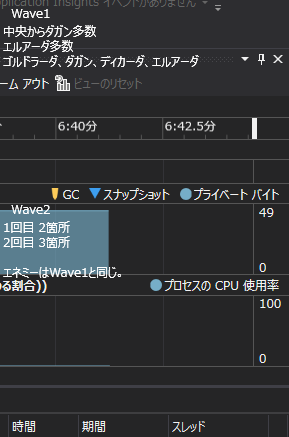 plication Insights イベントがありません
Wave1
中央からダガン多数
エルアーダ多数
ゴルドラーダ、ダガン、ディカーダ、エルアーダ
ーム アウト ビューのリセット
6:40分 6:42.5分
GC スナップショット プライベート バイト
Wave2 49
1回目 2箇所
2回目 3箇所
エネミーはWave1と同じ。 0
る割合)) プロセスの CPU 使用率
100
0
時間 期間 スレッド